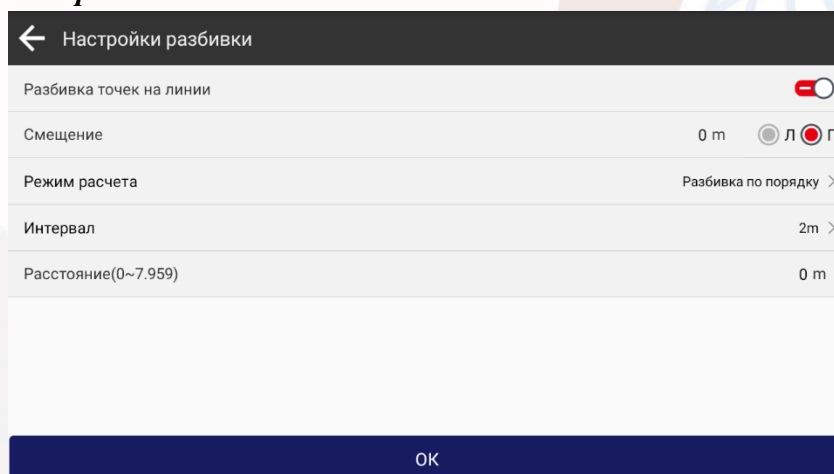 Настройки разбивки
Разбивка точек на линии
Смещение 0 m Л
Режим расчета Разбивка по порядку
Интервал 2m
Расстояние(0~7.959) 0 m
ОК